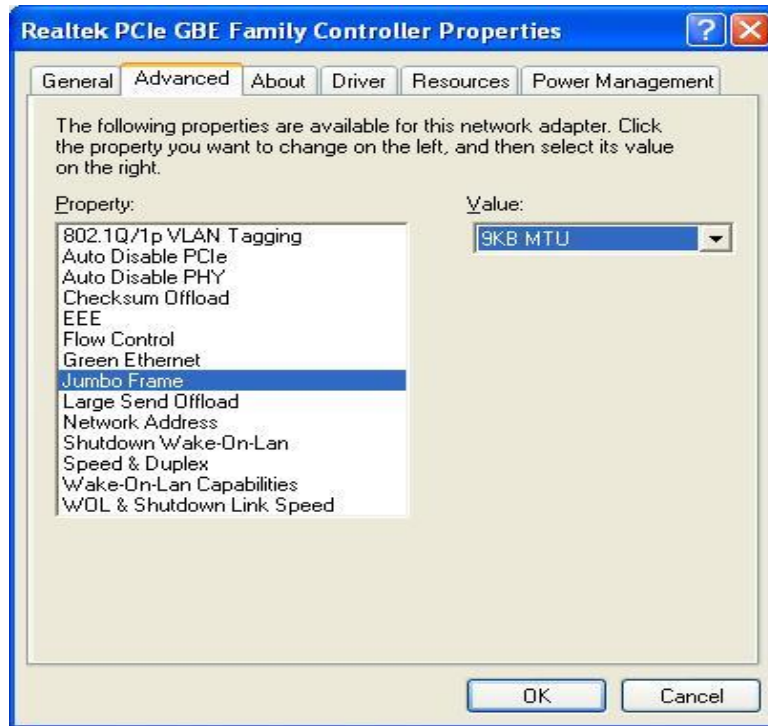 Realtek PCIe GBE Family Controller Properties
General Advanced About Driver Resources Power Management
The following properties are available for this network adapter. Click
the property you want to change on the left, and then select its value
on the right.
Property:
802.1Q/1p VLAN Tagging
Auto Disable PCIe
Auto Disable PHY
Checksum Offload
EEE
Flow Control
Green Ethernet
Jumbo Frame
Large Send Offload
Network Address
Shutdown Wake-On-Lan
Speed & Duplex
Wake-On-Lan Capabilities
WOL & Shutdown Link Speed
Value:
9KB MTU
OK Cancel